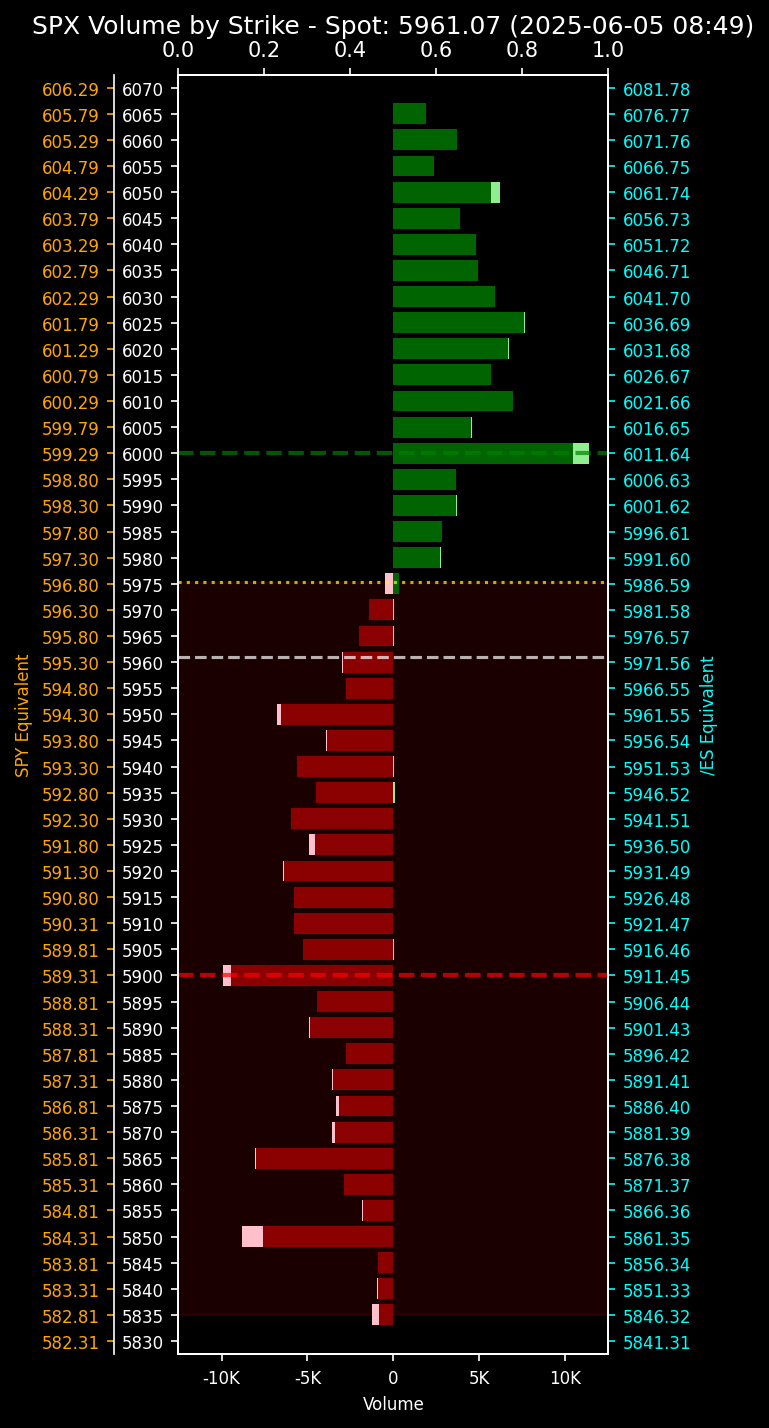 SPX Volume by Strike - Spot: 5961.07 (2025-06-05 08:49)
0.0 0.2 0.4 0.6 0.8 1.0
606.29 6070 6081.78
605.79 6065 6076.77
605.29 6060 6071.76
604.79 6055 6066.75
604.29 6050 6061.74
603.79 6045 6056.73
603.29 6040 6051.72
602.79 6035 6046.71
602.29 6030 6041.70
601.79 6025 6036.69
601.29 6020 6031.68
600.79 6015 6026.67
600.29 6010 6021.66
599.79 6005 6016.65
599.29 6000 6011.64
598.80 5995 6006.63
598.30 5990 6001.62
597.80 5985 5996.61
597.30 5980 5991.60
596.80 5975 5986.59
596.30 5970 5981.58
595.80 5965 5976.57
595.30 5960 5971.56
594.80 5955 5966.55
594.30 5950 5961.55
593.80 5945 5956.54
593.30 5940 5951.53
592.80 5935 5946.52
592.30 5930 5941.51
591.80 5925 5936.50
591.30 5920 5931.49
590.80 5915 5926.48
590.31 5910 5921.47
589.81 5905 5916.46
589.31 5900 5911.45
588.81 5895 5906.44
588.31 5890 5901.43
587.81 5885 5896.42
587.31 5880 5891.41
586.81 5875 5886.40
586.31 5870 5881.39
585.81 5865 5876.38
585.31 5860 5871.37
584.81 5855 5866.36
584.31 5850 5861.35
583.81 5845 5856.34
583.31 5840 5851.33
582.81 5835 5846.32
582.31 5830 5841.31
SPY Equivalent
/ES Equivalent
-10K -5K 0 5K 10K
Volume